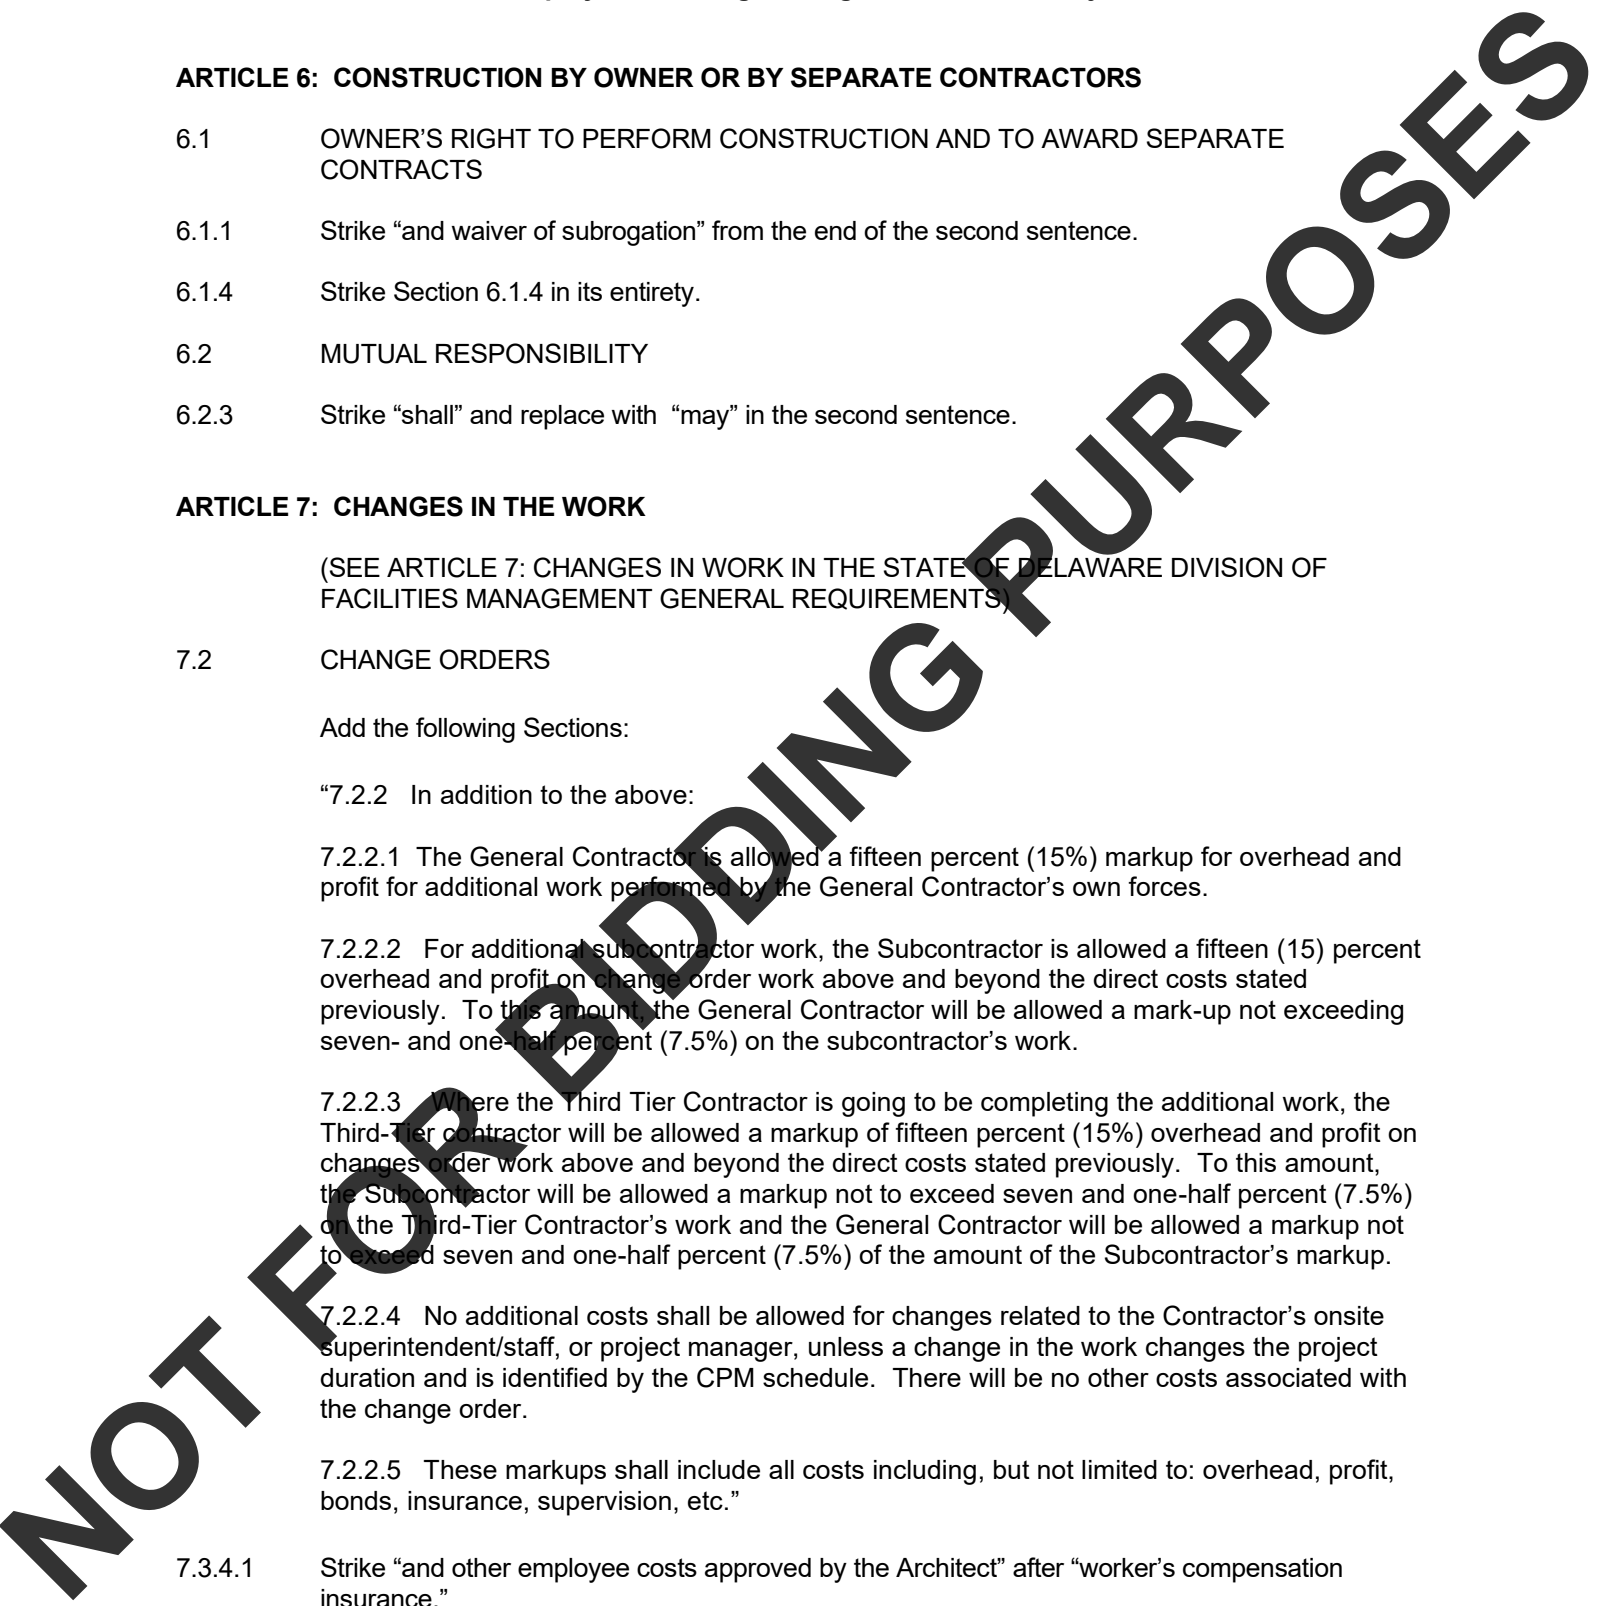 ARTICLE 6:  CONSTRUCTION BY OWNER OR BY SEPARATE CONTRACTORS
6.1 OWNER’S RIGHT TO PERFORM CONSTRUCTION AND TO AWARD SEPARATE
CONTRACTS
6.1.1 Strike “and waiver of subrogation” from the end of the second sentence.
6.1.4 Strike Section 6.1.4 in its entirety.
6.2 MUTUAL RESPONSIBILITY
6.2.3 Strike “shall” and replace with  “may” in the second sentence.
ARTICLE 7:  CHANGES IN THE WORK
(SEE ARTICLE 7: CHANGES IN WORK IN THE STATE OF DELAWARE DIVISION OF
FACILITIES MANAGEMENT GENERAL REQUIREMENTS)
7.2 CHANGE ORDERS
Add the following Sections:
“7.2.2   In addition to the above:
7.2.2.1  The General Contractor is allowed a fifteen percent (15%) markup for overhead and
profit for additional work performed by the General Contractor’s own forces.
7.2.2.2   For additional subcontractor work, the Subcontractor is allowed a fifteen (15) percent
overhead and profit on change order work above and beyond the direct costs stated
previously.  To this amount, the General Contractor will be allowed a mark-up not exceeding
seven- and one-half percent (7.5%) on the subcontractor’s work.
7.2.2.3    Where the Third Tier Contractor is going to be completing the additional work, the
Third-Tier contractor will be allowed a markup of fifteen percent (15%) overhead and profit on
changes order work above and beyond the direct costs stated previously.  To this amount,
the Subcontractor will be allowed a markup not to exceed seven and one-half percent (7.5%)
on the Third-Tier Contractor’s work and the General Contractor will be allowed a markup not
to exceed seven and one-half percent (7.5%) of the amount of the Subcontractor’s markup.
7.2.2.4   No additional costs shall be allowed for changes related to the Contractor’s onsite
superintendent/staff, or project manager, unless a change in the work changes the project
duration and is identified by the CPM schedule.  There will be no other costs associated with
the change order.
7.2.2.5   These markups shall include all costs including, but not limited to: overhead, profit,
bonds, insurance, supervision, etc.”
7.3.4.1 Strike “and other employee costs approved by the Architect” after “worker’s compensation
insurance.”
NOT FOR BIDDING PURPOSES